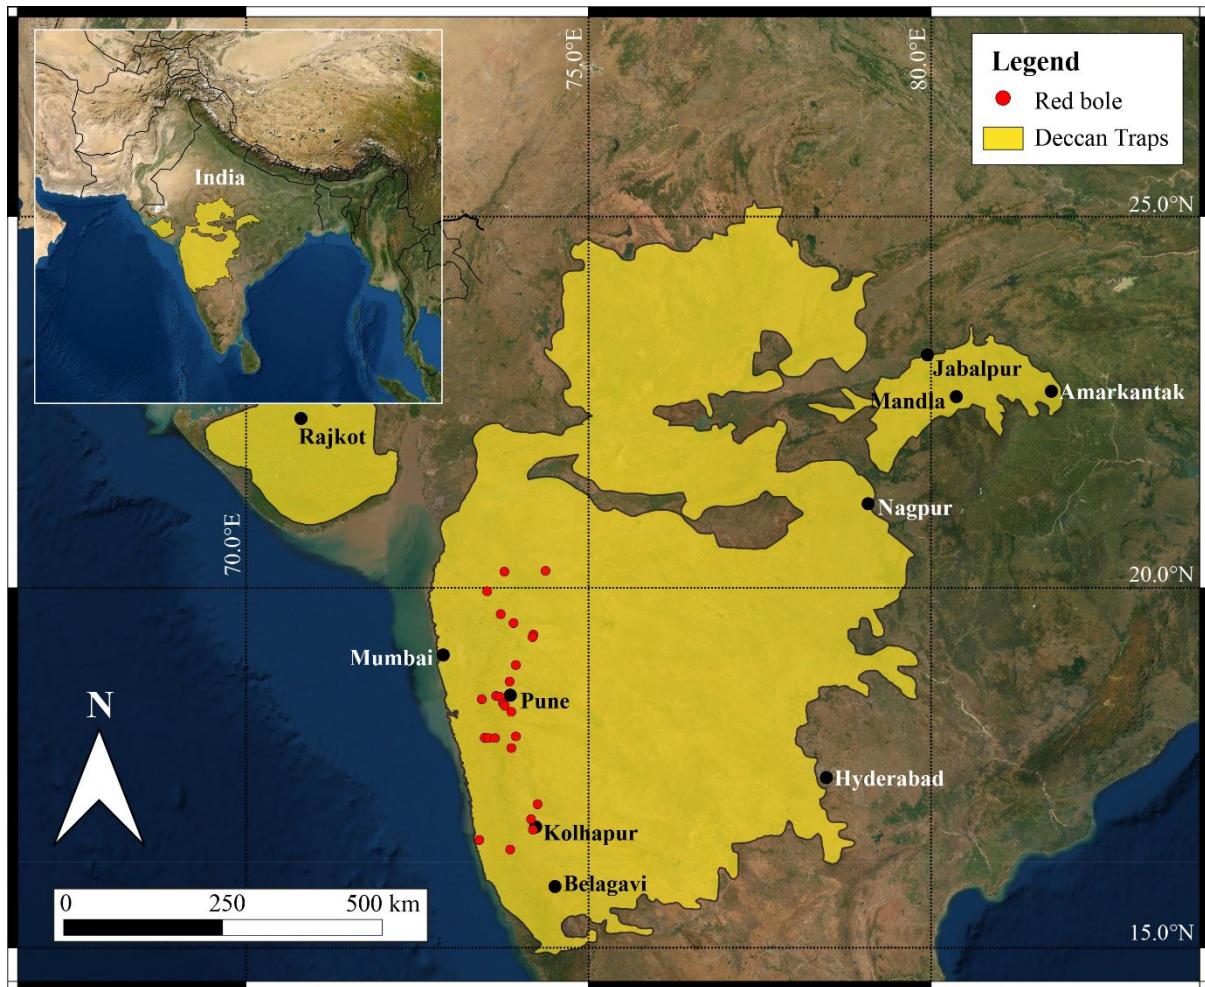 75.0°E
80.0°E
Legend
Red bole
Deccan Traps
India
25.0°N
Jabalpur
Mandla
Amarkantak
Rajkot
Nagpur
70.0°E
20.0°N
Mumbai
Pune
N
Hyderabad
Kolhapur
Belagavi
0 250 500 km
15.0°N